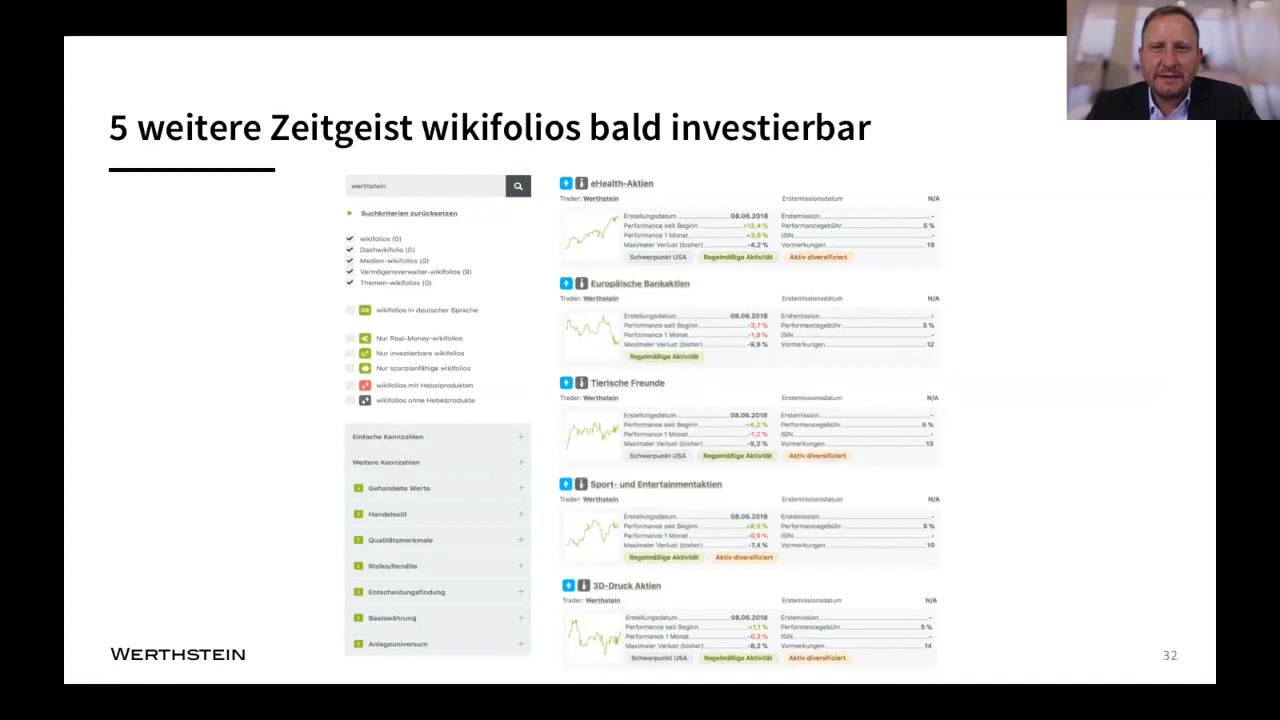 5 weitere Zeitgeist wikifolios bald investierbar
werthstein
Suchkriterien zurücksetzen
wikifolios (0)
Dachwikifolio (0)
Medien-wikifolios (0)
Vermögensverwalter-wikifolios (9)
Themen-wikifolios (0)
DE wikifolios in deutscher Sprache
Nur Real-Money-wikifolios
Nur investierbare wikifolios
Nur sparplanfähige wikifolios
wikifolios mit Hebelprodukten
wikifolios ohne Hebelprodukte
Einfache Kennzahlen +
Weitere Kennzahlen +
Gehandelte Werte +
Handelsstil +
Qualitätsmerkmale +
Risiko/Rendite +
Entscheidungsfindung +
Basiswährung +
Anlageuniversum +
eHealth-Aktien
Trader: Werthstein Erstemissionsdatum N/A
Erstellungsdatum 08.06.2018 Erstemission -
Performance seit Beginn +12,4 % Performancegebühr 5 %
Performance 1 Monat +3,9 % ISIN -
Maximaler Verlust (bisher) -4,2 % Vormerkungen 19
Schwerpunkt USA Regelmäßige Aktivität Aktiv diversifiziert
Europäische Bankaktien
Trader: Werthstein Erstemissionsdatum N/A
Erstellungsdatum 08.06.2018 Erstemission -
Performance seit Beginn -3,7 % Performancegebühr 5 %
Performance 1 Monat ISIN -
Maximaler Verlust (bisher) -9,9 % Vormerkungen 12
Regelmäßige Aktivität
Tierische Freunde
Trader: Werthstein Erstemissionsdatum N/A
Erstellungsdatum 08.06.2018 Erstemission -
Performance seit Beginn +4,2 % Performancegebühr 5 %
Performance 1 Monat -1,2 % ISIN -
Maximaler Verlust (bisher) -5,2 % Vormerkungen 13
Schwerpunkt USA Regelmäßige Aktivität Aktiv diversifiziert
Sport- und Entertainmentaktien
Trader: Werthstein Erstemissionsdatum N/A
Erstellungsdatum 08.06.2018 Erstemission -
Performance seit Beginn Performancegebühr 5 %
Performance 1 Monat -0,9 % ISIN -
Maximaler Verlust (bisher) -7,4 % Vormerkungen 10
Regelmäßige Aktivität Aktiv diversifiziert
3D-Druck Aktien
Trader: Werthstein Erstemissionsdatum N/A
Erstellungsdatum 08.06.2018 Erstemission -
Performance seit Beginn +1,1 % Performancegebühr 5 %
Performance 1 Monat -0,2 % ISIN -
Maximaler Verlust (bisher) -8,2 % Vormerkungen 14
Schwerpunkt USA Regelmäßige Aktivität Aktiv diversifiziert
WERTHSTEIN
32